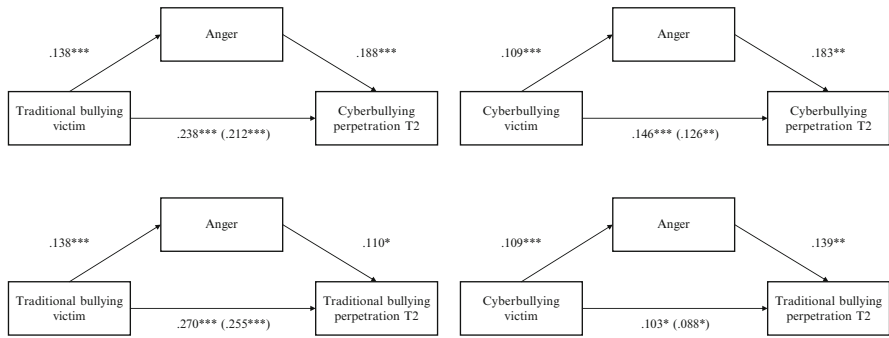 Anger
.138***
.188***
Traditional bullying
victim
Cyberbullying
perpetration T2
.238*** (.212***)
Anger
.109***
.183**
Cyberbullying
victim
Cyberbullying
perpetration T2
.146*** (.126**)
Anger
.138***
.110*
Traditional bullying
victim
Traditional bullying
perpetration T2
.270*** (.255***)
Anger
.109***
.139**
Cyberbullying
victim
Traditional bullying
perpetration T2
.103* (.088*)